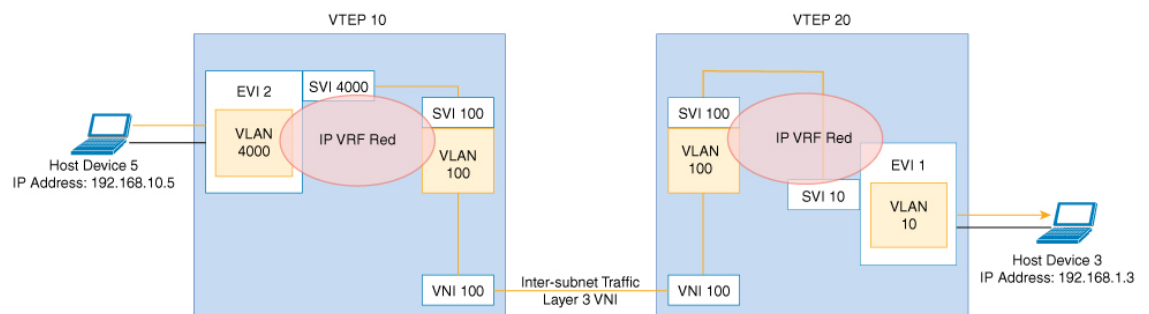 VTEP 10
VTEP 20
EVI 2
SVI 4000
SVI 100
VLAN
4000
IP VRF Red
VLAN
100
VNI 100
Host Device 5
IP Address: 192.168.10.5
Inter-subnet Traffic
Layer 3 VNI
SVI 100
VLAN
100
IP VRF Red
EVI 1
SVI 10
VLAN
10
VNI 100
Host Device 3
IP Address: 192.168.1.3